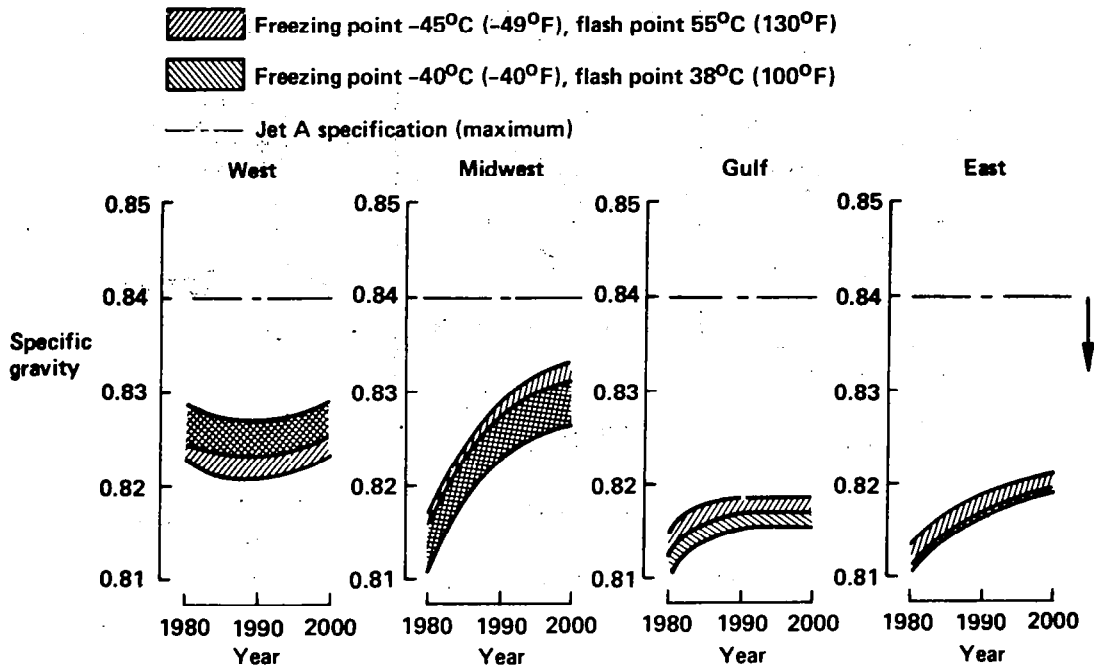 Freezing point –45°C (–49°F), flash point 55°C (130°F)
Freezing point –40°C (–40°F), flash point 38°C (100°F)
Jet A specification (maximum)
West
Midwest
Gulf
East
Specific
gravity
0.85
0.84
0.83
0.82
0.81
1980 1990 2000
Year
0.85
0.84
0.83
0.82
0.81
1980 1990 2000
Year
0.85
0.84
0.83
0.82
0.81
1980 1990 2000
Year
0.85
0.84
0.83
0.82
0.81
1980 1990 2000
Year